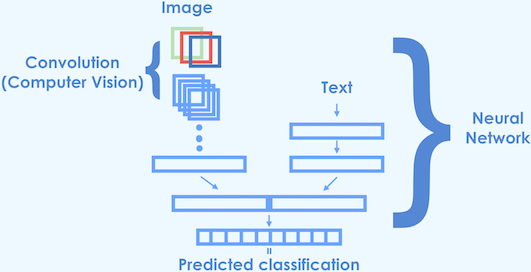 Image
Convolution
(Computer Vision)
Text
Neural
Network
Predicted classification